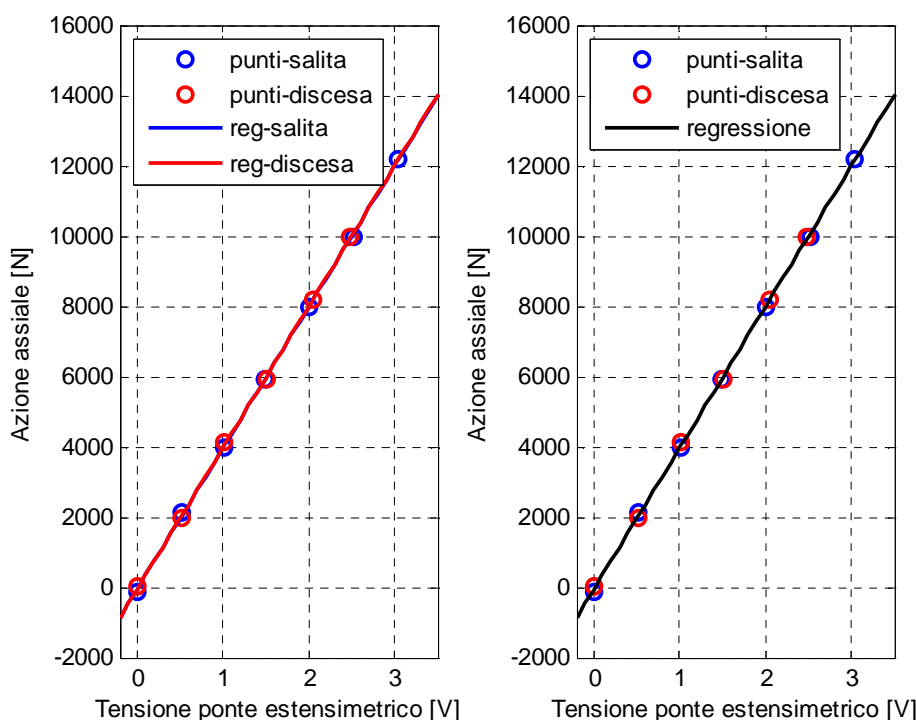 16000
14000
12000
10000
8000
6000
4000
2000
0
-2000
0
1
2
3
Azione assiale [N]
Tensione ponte estensimetrico [V]
punti-salita
punti-discesa
reg-salita
reg-discesa
16000
14000
12000
10000
8000
6000
4000
2000
0
-2000
0
1
2
3
Azione assiale [N]
Tensione ponte estensimetrico [V]
punti-salita
punti-discesa
regressione